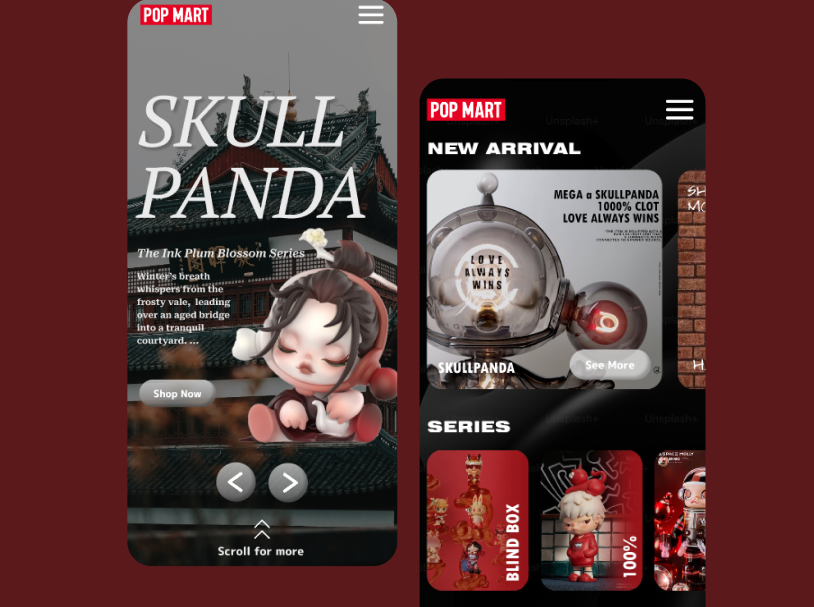 POP MART
SKULL
PANDA
The Ink Plum Blossom Series
Winter's breath
whispers from the
frosty vale, leading
over an aged bridge
into a tranquil
courtyard. ...
Shop Now
Scroll for more
POP MART
Unsplash+
NEW ARRIVAL
MEGA a SKULLPANDA
1000% CLOT
LOVE ALWAYS WINS
LOVE
ALWAYS
WINS
SKULLPANDA
See More
Unsplash+
Unsplash+
SERIES
BLIND BOX
100%
SPACE MOLLY